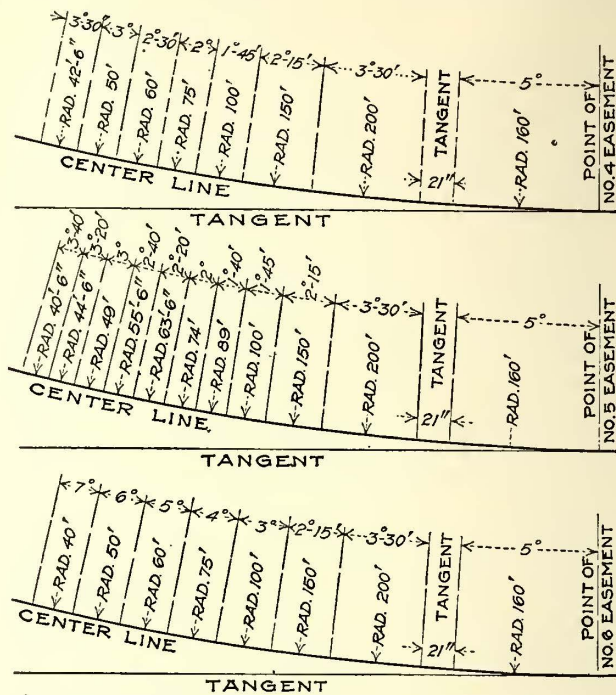 3°30' 3° 2°-30' 2° 1°-45' 2°-15' 3°-30' 5°
RAD. 42'-6" RAD. 50' RAD. 60' RAD. 75' RAD. 100' RAD. 150' RAD. 200' TANGENT RAD. 160' POINT OF
NO. 4 EASEMENT
21"
CENTER LINE
TANGENT
3°-40' 3°-20' 3° 2°-40' 2°-20' 2° 1°-40' 1°-45' 2°-15' 3°-30' 5°
RAD. 40'-6" RAD. 44'-6" RAD. 49' RAD. 55'-6" RAD. 63'-6" RAD. 74' RAD. 89' RAD. 100' RAD. 150' RAD. 200' TANGENT RAD. 160' POINT OF
NO. 5 EASEMENT
21"
CENTER LINE
TANGENT
7° 6° 5° 4° 3° 2°-15' 3°-30' 5°
RAD. 40' RAD. 50' RAD. 60' RAD. 75' RAD. 100' RAD. 150' RAD. 200' TANGENT RAD. 160' POINT OF
NO. 6 EASEMENT
21"
CENTER LINE
TANGENT